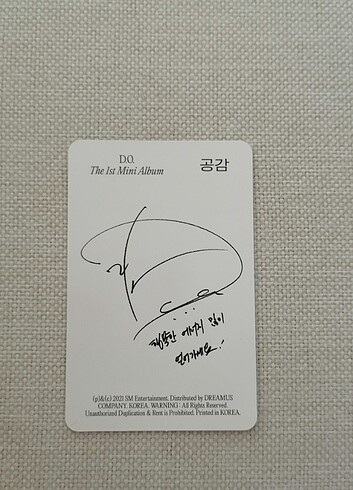 D.O.
The 1st Mini Album
공감
행복한 에너지 많이
얻어가세요!
(p)&(c) 2021 SM Entertainment. Distributed by DREAMUS
COMPANY. KOREA. WARNING : All Rights Reserved.
Unauthorized Duplication & Rent is Prohibited. Printed in KOREA.